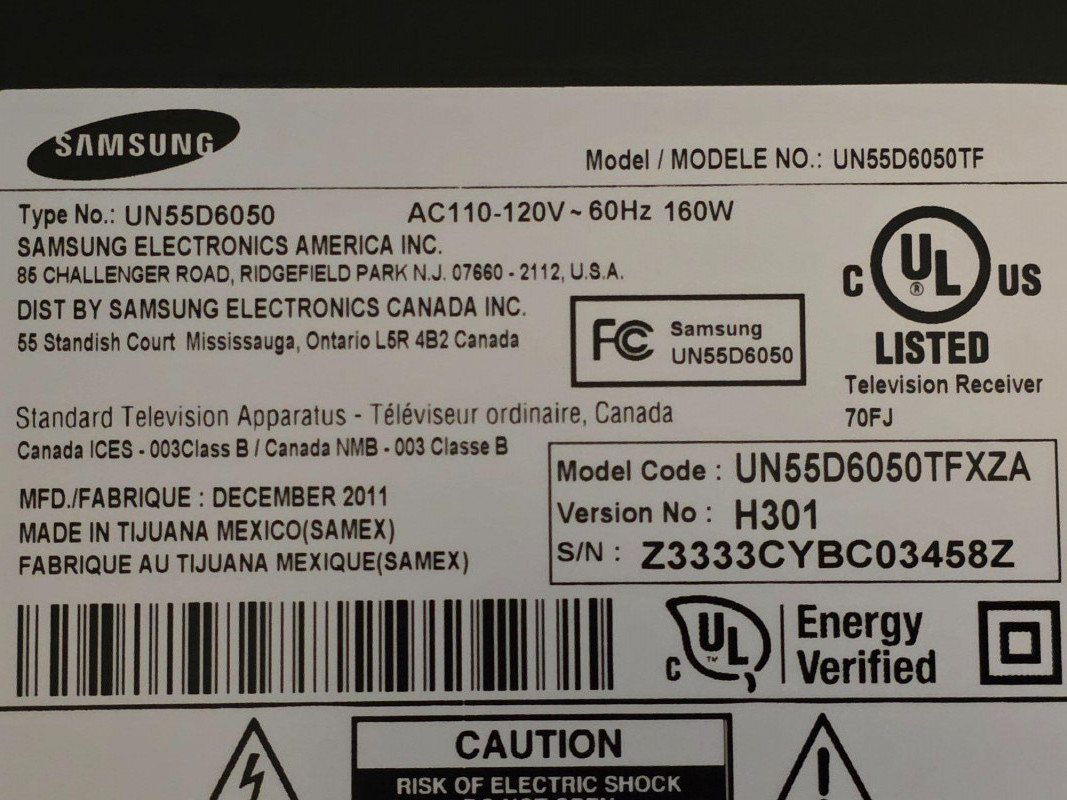 SAMSUNG
Model / MODELE NO.: UN55D6050TF
Type No.: UN55D6050 AC110-120V ~ 60Hz 160W
SAMSUNG ELECTRONICS AMERICA INC.
85 CHALLENGER ROAD, RIDGEFIELD PARK N.J. 07660 - 2112, U.S.A.
DIST BY SAMSUNG ELECTRONICS CANADA INC.
55 Standish Court Mississauga, Ontario L5R 4B2 Canada
FC Samsung
UN55D6050
C UL ® US
LISTED
Television Receiver
70FJ
Standard Television Apparatus - Téléviseur ordinaire, Canada
Canada ICES - 003Class B / Canada NMB - 003 Classe B
MFD./FABRIQUE : DECEMBER 2011
MADE IN TIJUANA MEXICO(SAMEX)
FABRIQUE AU TIJUANA MEXIQUE(SAMEX)
Model Code : UN55D6050TFXZA
Version No : H301
S/N : Z3333CYBC03458Z
C UL ™ Energy
Verified
CAUTION
RISK OF ELECTRIC SHOCK